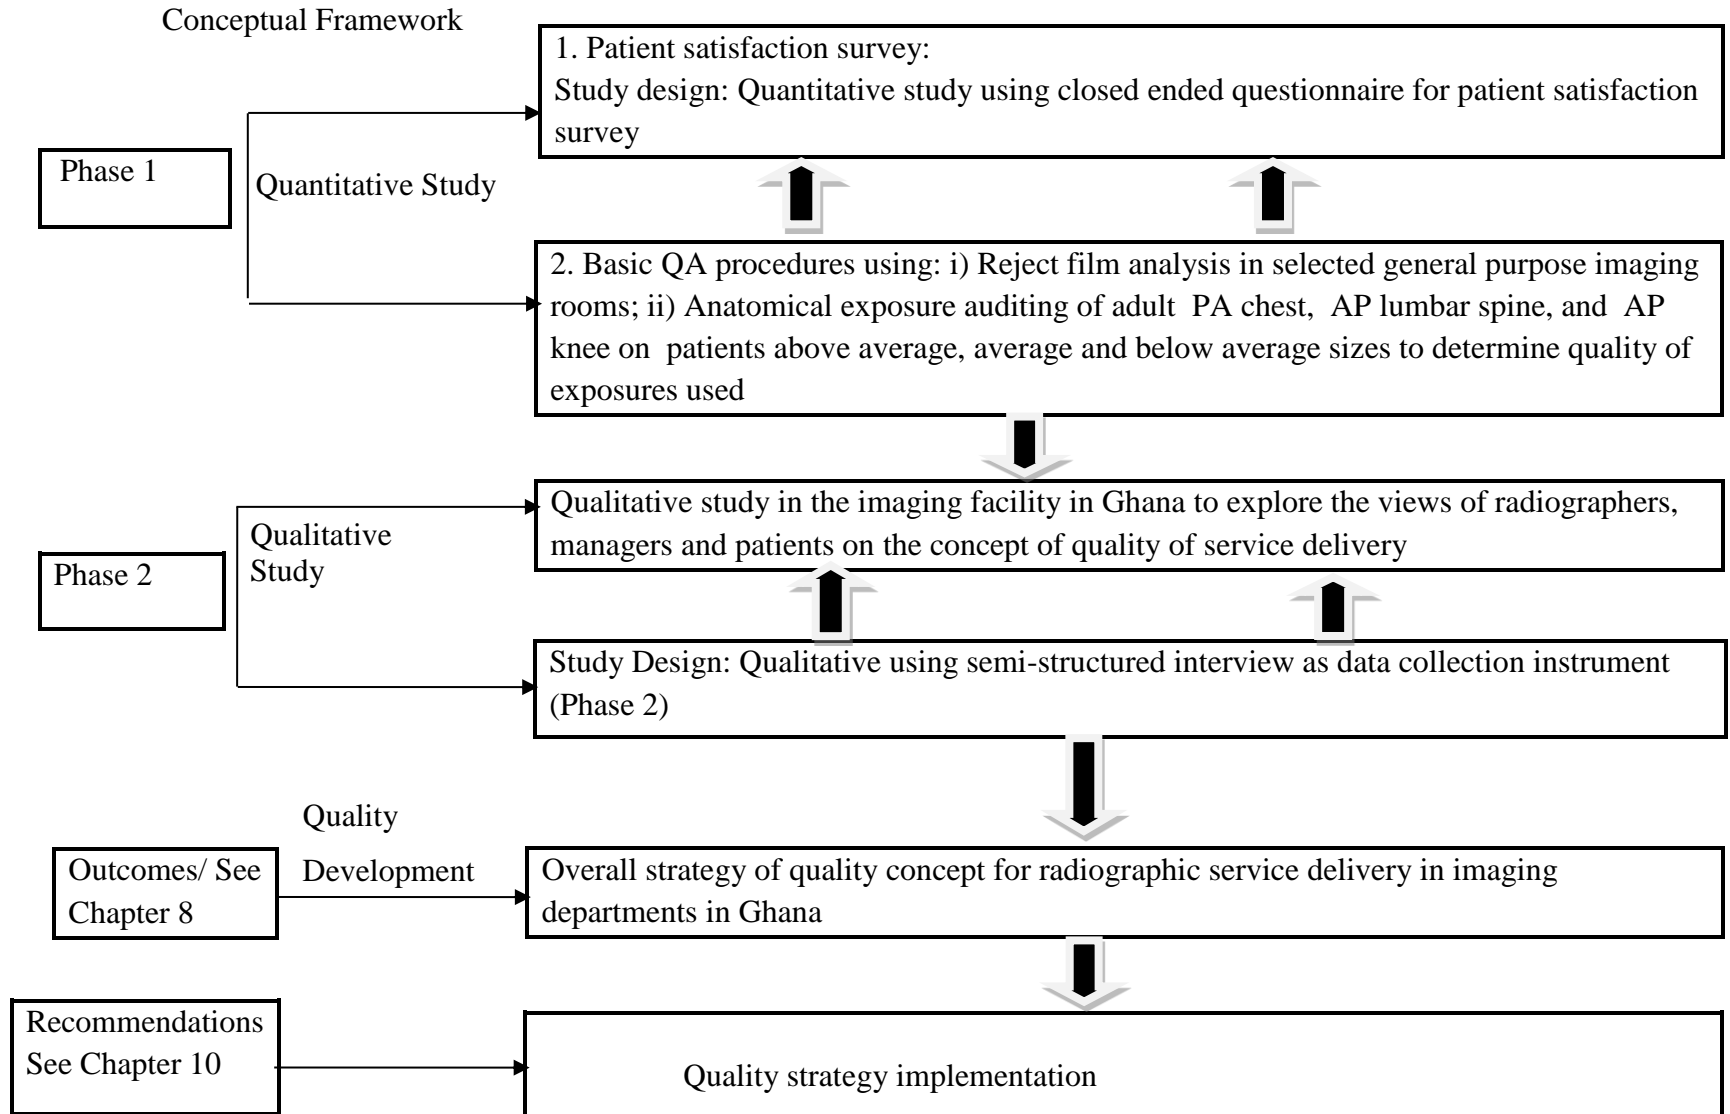 Conceptual Framework
1. Patient satisfaction survey:
Study design: Quantitative study using closed ended questionnaire for patient satisfaction
survey
Phase 1
Quantitative Study
2. Basic QA procedures using: i) Reject film analysis in selected general purpose imaging
rooms; ii) Anatomical exposure auditing of adult PA chest, AP lumbar spine, and AP
knee on patients above average, average and below average sizes to determine quality of
exposures used
Phase 2
Qualitative
Study
Qualitative study in the imaging facility in Ghana to explore the views of radiographers,
managers and patients on the concept of quality of service delivery
Study Design: Qualitative using semi-structured interview as data collection instrument
(Phase 2)
Outcomes/ See
Chapter 8
Quality
Development
Overall strategy of quality concept for radiographic service delivery in imaging
departments in Ghana
Recommendations
See Chapter 10
Quality strategy implementation